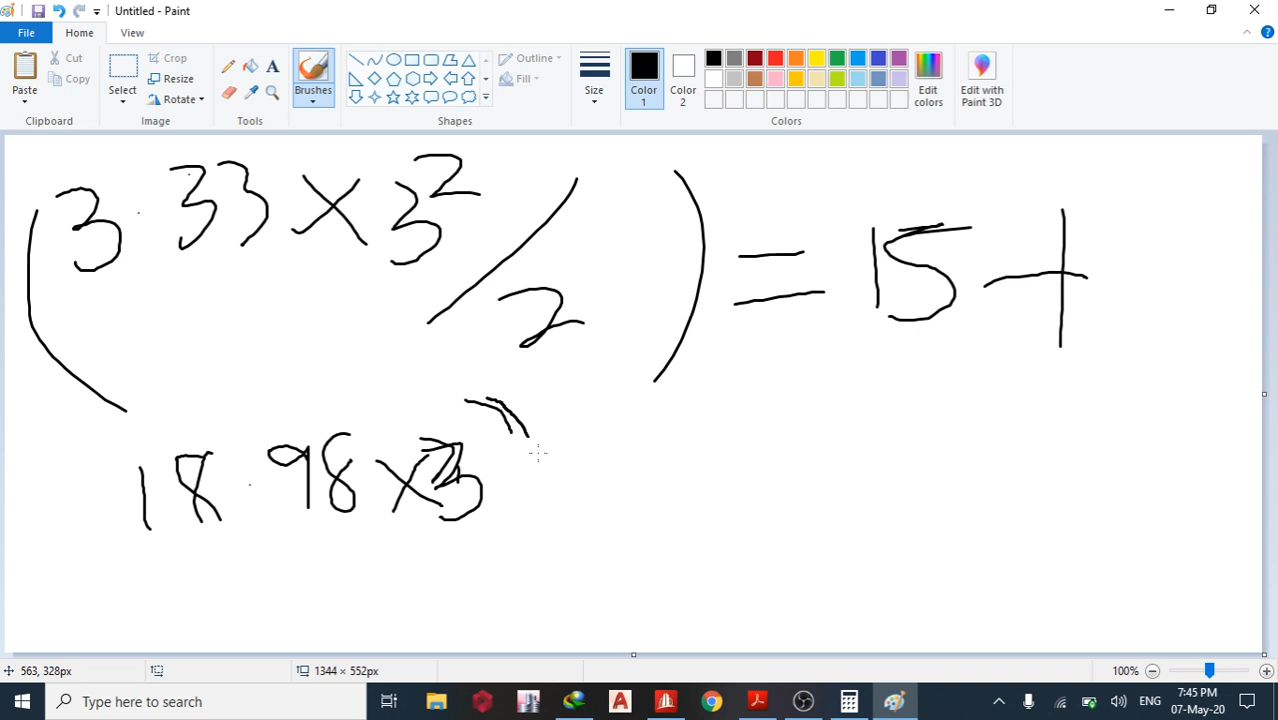 Untitled - Paint
File Home View
Paste
Cut
Copy
Clipboard
Select
Crop
Resize
Rotate
Image
A
Tools
Brushes
Shapes
Outline
Fill
Size
Color 1
Color 2
Colors
Edit colors
Edit with Paint 3D
(3.33 X 3²/2) = 15 +
18.98 X 3
563, 328px
1344 × 552px
100%
Type here to search
ENG
7:45 PM
07-May-20